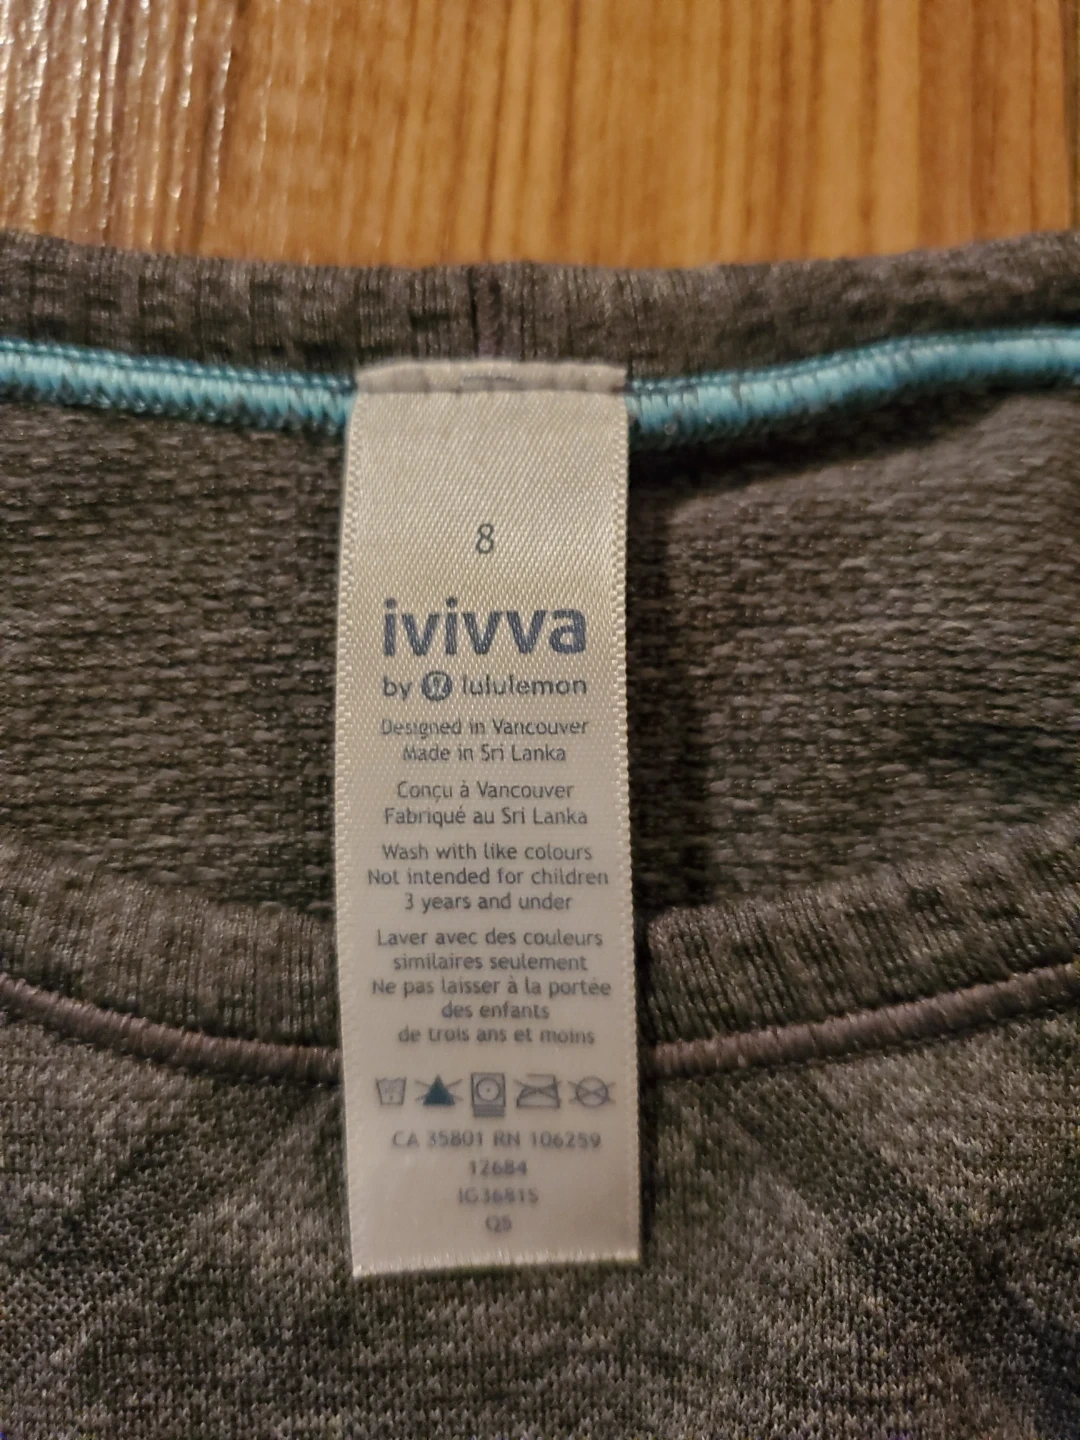 8
ivivva
by lululemon
Designed in Vancouver
Made in Sri Lanka
Conçu à Vancouver
Fabriqué au Sri Lanka
Wash with like colours
Not intended for children
3 years and under
Laver avec des couleurs
similaires seulement
Ne pas laisser à la portée
des enfants
de trois ans et moins
CA 35801 RN 106259